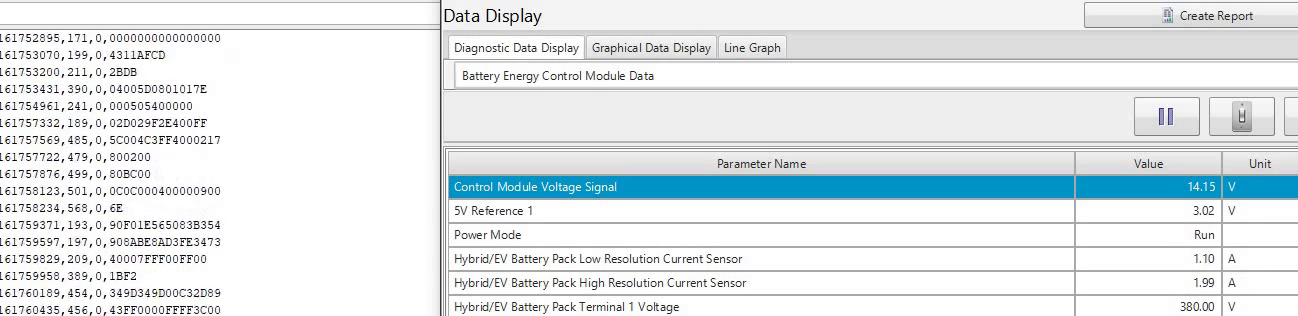 161752895,171,0,0000000000000000
161753070,199,0,4311AFCD
161753200,211,0,2BDB
161753431,390,0,04005D0801017E
161754961,241,0,000505400000
161757332,189,0,02D029F2E400FF
161757569,485,0,5C004C3FF4000217
161757722,479,0,800200
161757876,499,0,80BC00
161758123,501,0,0C0C000400000900
161758234,568,0,6E
161759371,193,0,90F01E565083B354
161759597,197,0,908ABE8AD3FE3473
161759829,209,0,40007FFF00FF00
161759958,389,0,1BF2
161760189,454,0,349D349D00C32D89
161760435,456,0,43FF0000FFFF3C00
Data Display
Create Report
Diagnostic Data Display Graphical Data Display Line Graph
Battery Energy Control Module Data
Parameter Name Value Unit
Control Module Voltage Signal 14.15 V
5V Reference 1 3.02 V
Power Mode Run
Hybrid/EV Battery Pack Low Resolution Current Sensor 1.10 A
Hybrid/EV Battery Pack High Resolution Current Sensor 1.99 A
Hybrid/EV Battery Pack Terminal 1 Voltage 380.00 V